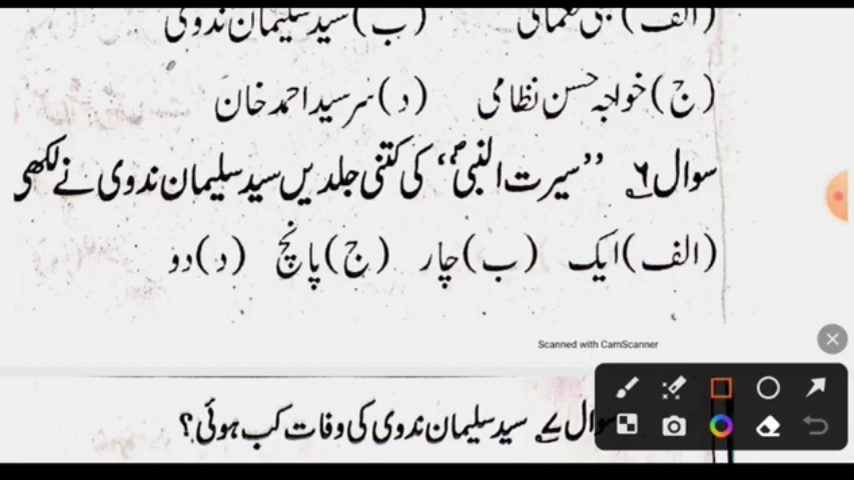 (الف) شبلی نعمانی (ب) سید سلیمان ندوی
(ج) خواجہ حسن نظامی (د) سرسید احمد خان
سوال ۶ ”سیرت النبیؐ“ کی کتنی جلدیں سید سلیمان ندوی نے لکھی
(الف) ایک (ب) چار (ج) پانچ (د) دو
Scanned with CamScanner
سوال ۷ سید سلیمان ندوی کی وفات کب ہوئی؟